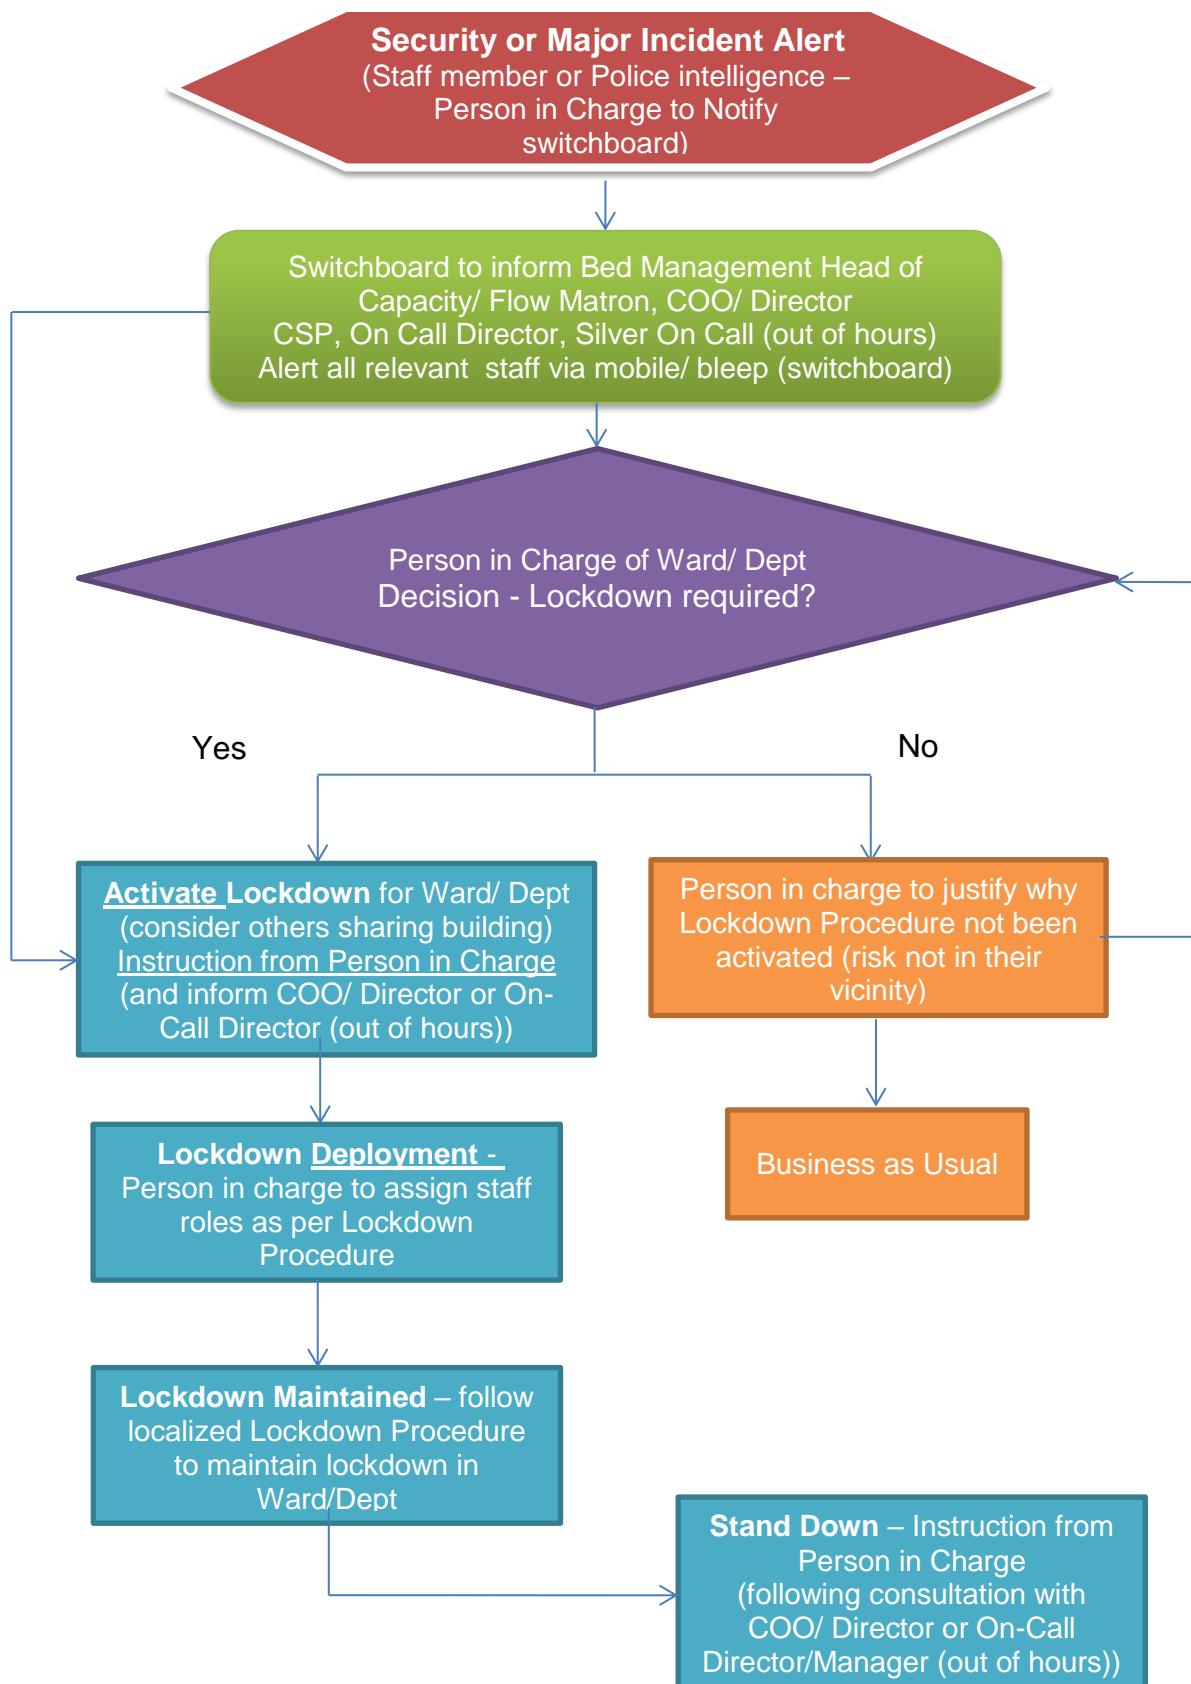 Security or Major Incident Alert
(Staff member or Police intelligence –
Person in Charge to Notify
switchboard)
Switchboard to inform Bed Management Head of
Capacity/ Flow Matron, COO/ Director
CSP, On Call Director, Silver On Call (out of hours)
Alert all relevant  staff via mobile/ bleep (switchboard)
Person in Charge of Ward/ Dept
Decision - Lockdown required?
Yes
No
Activate Lockdown for Ward/ Dept
(consider others sharing building)
Instruction from Person in Charge
(and inform COO/ Director or On-
Call Director (out of hours))
Person in charge to justify why
Lockdown Procedure not been
activated (risk not in their
vicinity)
Lockdown Deployment -
Person in charge to assign staff
roles as per Lockdown
Procedure
Business as Usual
Lockdown Maintained – follow
localized Lockdown Procedure
to maintain lockdown in
Ward/Dept
Stand Down – Instruction from
Person in Charge
(following consultation with
COO/ Director or On-Call
Director/Manager (out of hours))